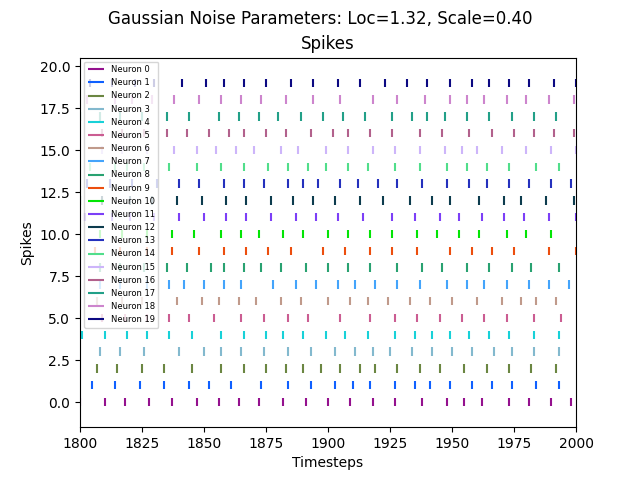 Gaussian Noise Parameters: Loc=1.32, Scale=0.40
Spikes
Spikes
20.0
17.5
15.0
12.5
10.0
7.5
5.0
2.5
0.0
Neuron 0
Neuron 1
Neuron 2
Neuron 3
Neuron 4
Neuron 5
Neuron 6
Neuron 7
Neuron 8
Neuron 9
Neuron 10
Neuron 11
Neuron 12
Neuron 13
Neuron 14
Neuron 15
Neuron 16
Neuron 17
Neuron 18
Neuron 19
1800 1825 1850 1875 1900 1925 1950 1975 2000
Timesteps